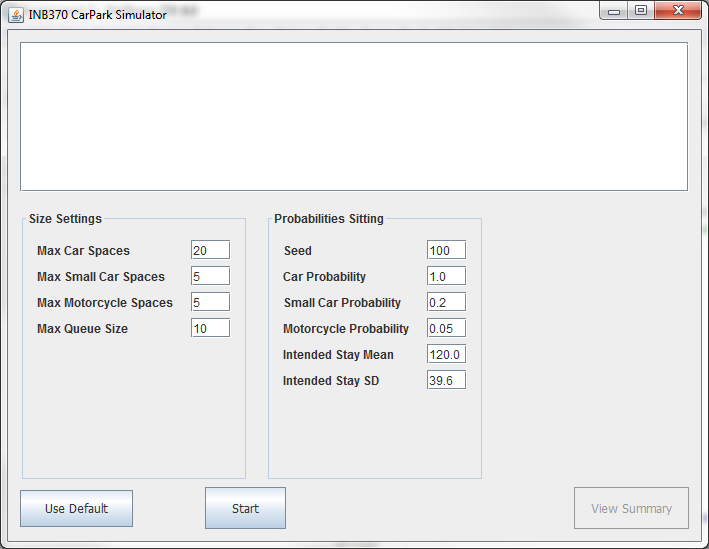 INB370 CarPark Simulator
Size Settings
Max Car Spaces 20
Max Small Car Spaces 5
Max Motorcycle Spaces 5
Max Queue Size 10
Probabilities Sitting
Seed 100
Car Probability 1.0
Small Car Probability 0.2
Motorcycle Probability 0.05
Intended Stay Mean 120.0
Intended Stay SD 39.6
Use Default
Start
View Summary